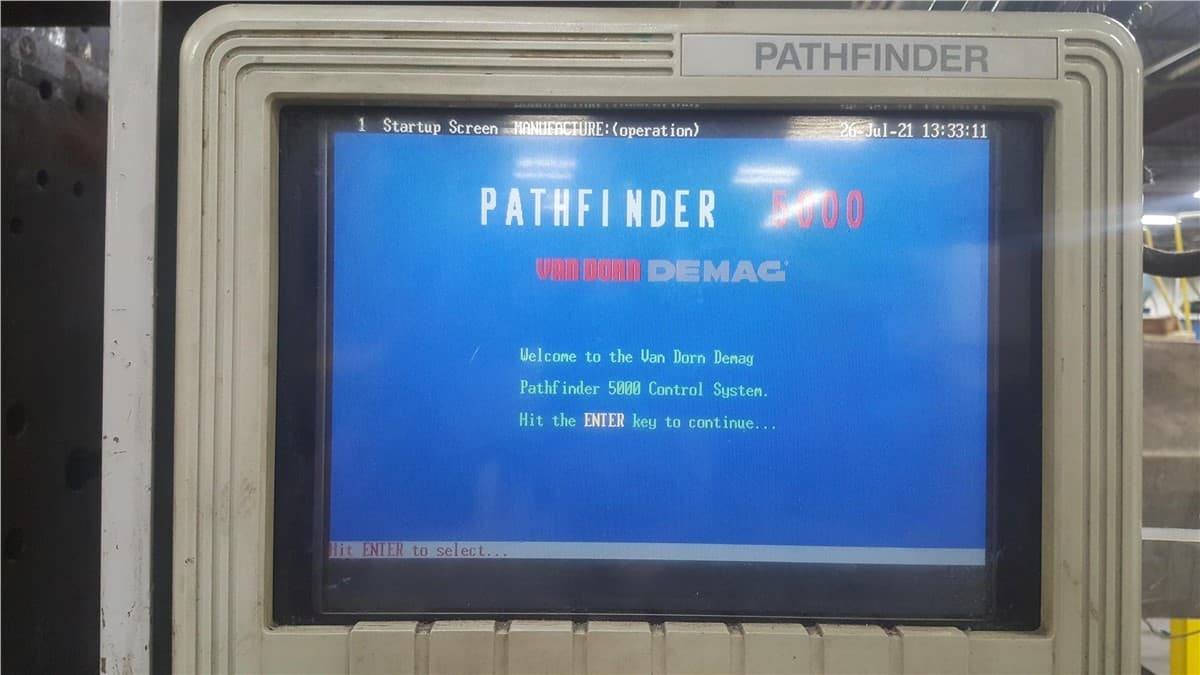 PATHFINDER
1 Startup Screen MANUFACTURE:(operation) 26-Jul-21 13:33:11
PATHFINDER 5000
VAN DORN DEMAG
Welcome to the Van Dorn Demag
Pathfinder 5000 Control System.
Hit the ENTER key to continue...
Hit ENTER to select...